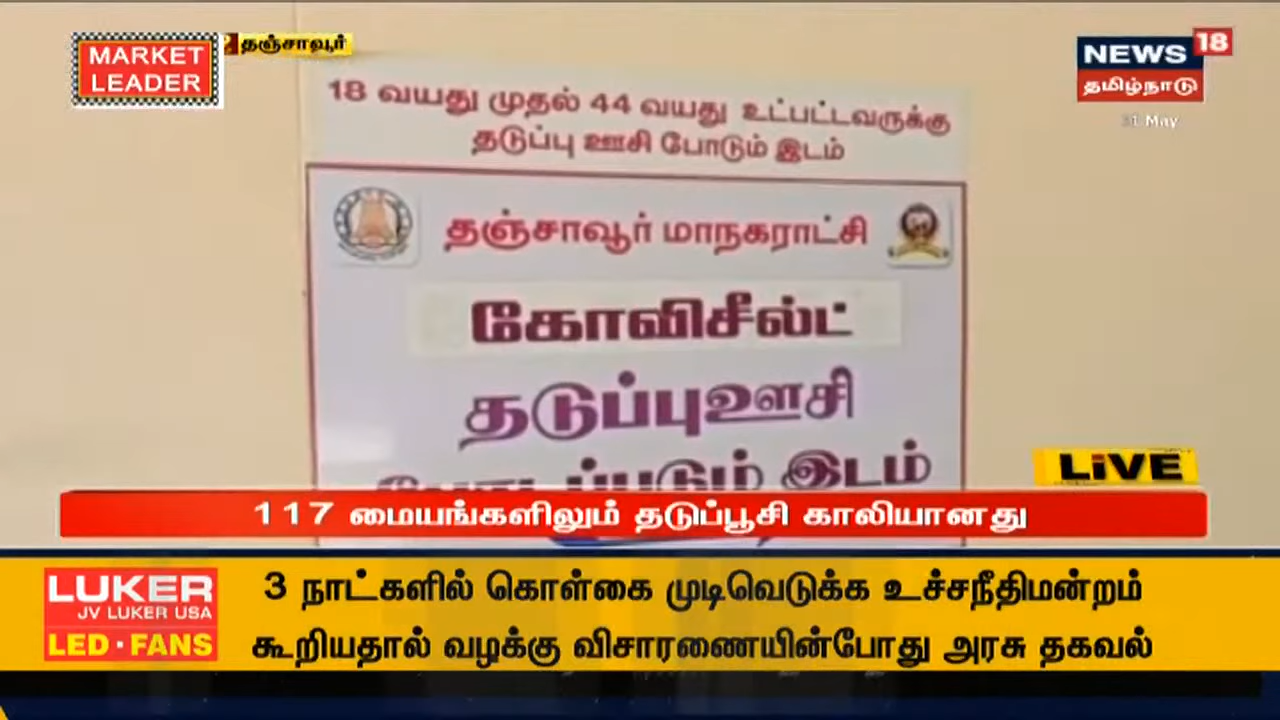 MARKET
LEADER
தஞ்சாவூர்
NEWS 18
தமிழ்நாடு
May
18 வயது முதல் 44 வயது உட்பட்டவருக்கு
தடுப்பு ஊசி போடும் இடம்
தஞ்சாவூர் மாநகராட்சி
கோவிசீல்ட்
தடுப்புஊசி
இடம்
LiVE
117 மையங்களிலும் தடுப்பூசி காலியானது
LUKER
JV LUKER USA
LED · FANS
3 நாட்களில் கொள்கை முடிவெடுக்க உச்சநீதிமன்றம்
கூறியதால் வழக்கு விசாரணையின்போது அரசு தகவல்